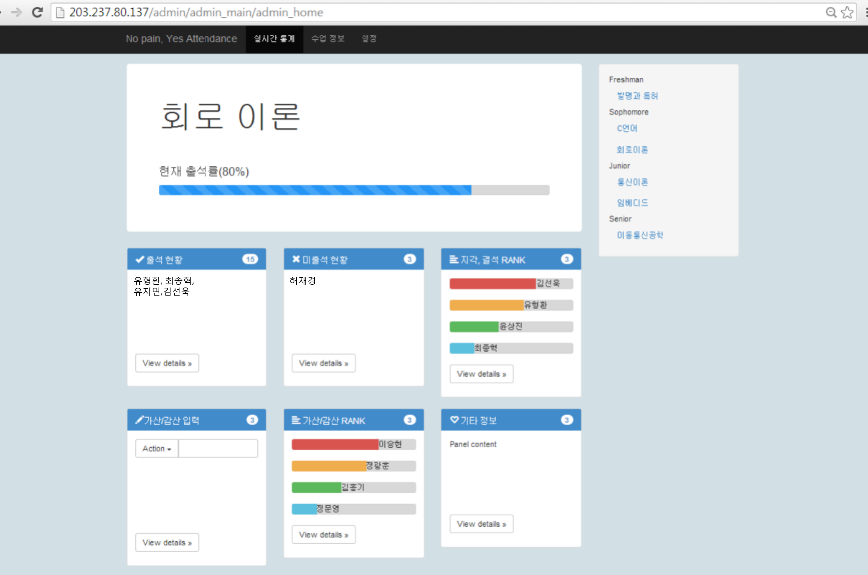 203.237.80.137/admin/admin_main/admin_home
No pain, Yes Attendance 실시간 통계 수업 정보 설정
회로 이론
현재 출석률(80%)
Freshman
발명과 특허
Sophomore
C언어
회로이론
Junior
통신이론
임베디드
Senior
이동통신공학
출석 현황 15
유형환, 최중혁,
유지민,김선욱
View details »
미출석 현황 3
허재경
View details »
지각, 결석 RANK 3
김선욱
유형환
윤상진
최중혁
View details »
가산/감산 입력 3
Action
View details »
가산/감산 RANK 3
이승현
정광훈
김홍기
정문영
View details »
기타 정보 3
Panel content
View details »